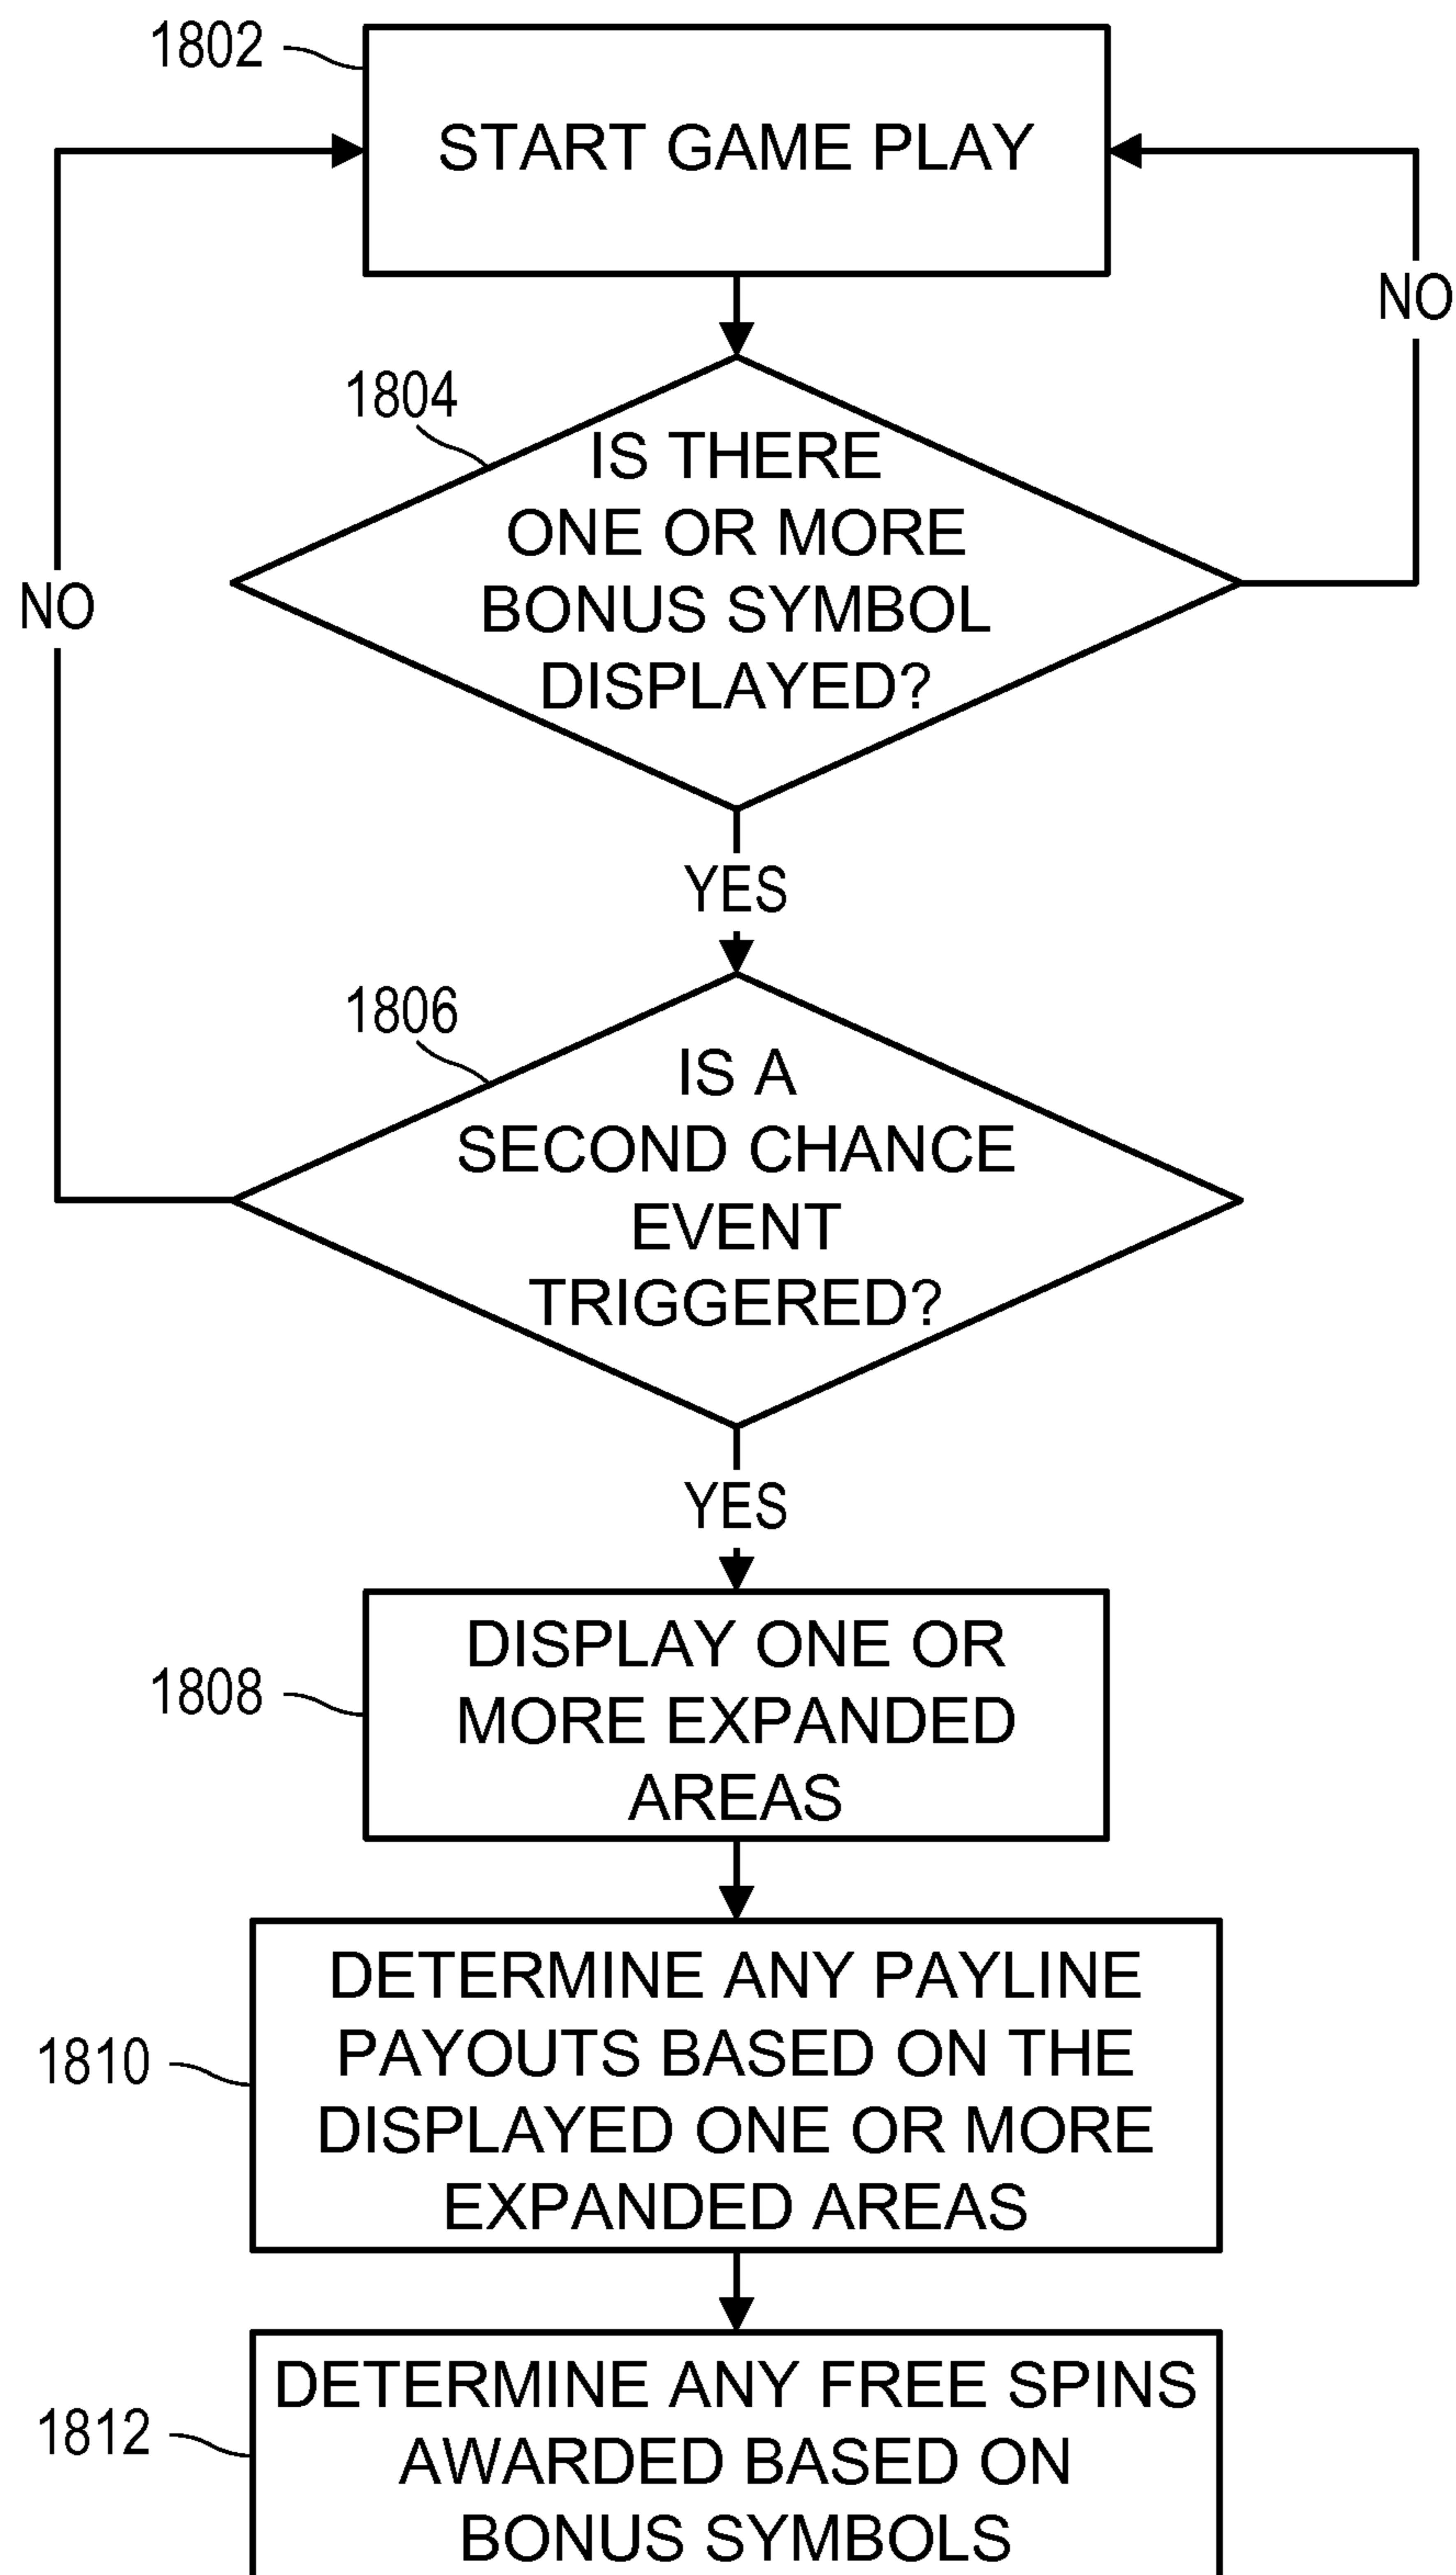 1802
START GAME PLAY
NO
1804
IS THERE
ONE OR MORE
BONUS SYMBOL
DISPLAYED?
NO
YES
1806
IS A
SECOND CHANCE
EVENT
TRIGGERED?
YES
1808
DISPLAY ONE OR
MORE EXPANDED
AREAS
1810
DETERMINE ANY PAYLINE
PAYOUTS BASED ON THE
DISPLAYED ONE OR MORE
EXPANDED AREAS
1812
DETERMINE ANY FREE SPINS
AWARDED BASED ON
BONUS SYMBOLS